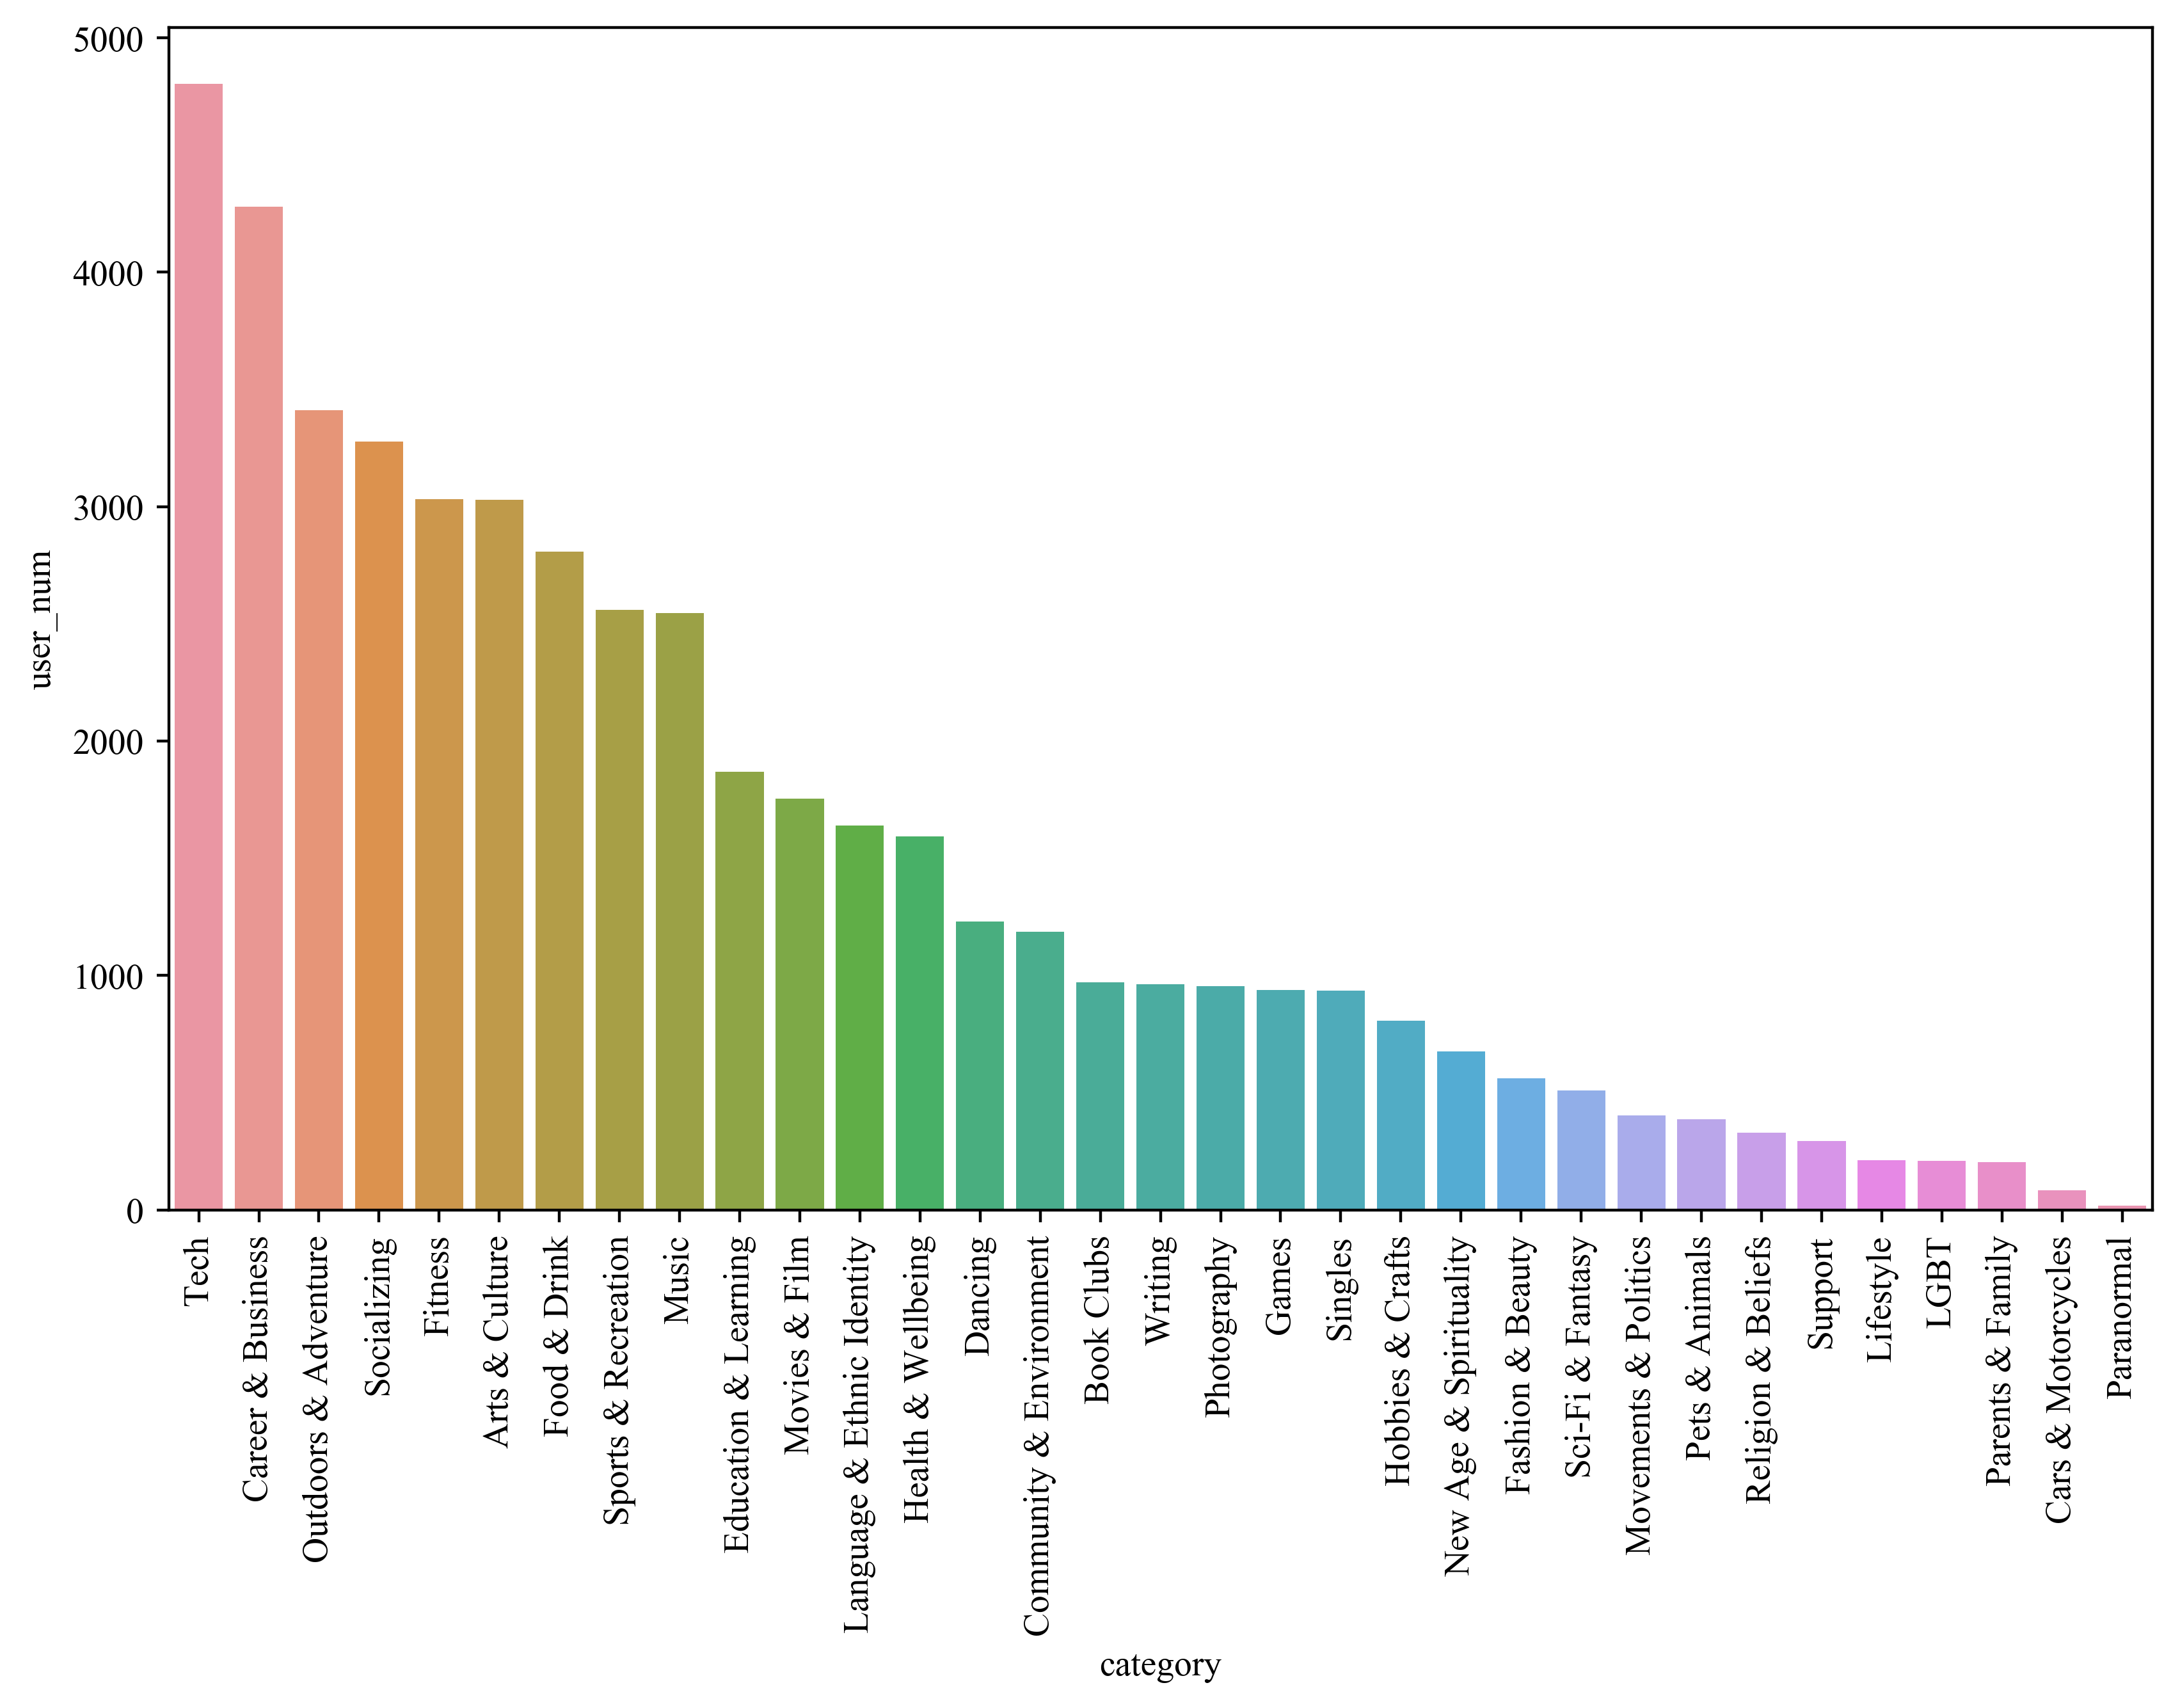 5000
4000
3000
2000
1000
0
user_num
Tech
Career & Business
Outdoors & Adventure
Socializing
Fitness
Arts & Culture
Food & Drink
Sports & Recreation
Music
Education & Learning
Movies & Film
Language & Ethnic Identity
Health & Wellbeing
Dancing
Community & Environment
Book Clubs
Writing
Photography
Games
Singles
Hobbies & Crafts
New Age & Spirituality
Fashion & Beauty
Sci-Fi & Fantasy
Movements & Politics
Pets & Animals
Religion & Beliefs
Support
Lifestyle
LGBT
Parents & Family
Cars & Motorcycles
Paranormal
category